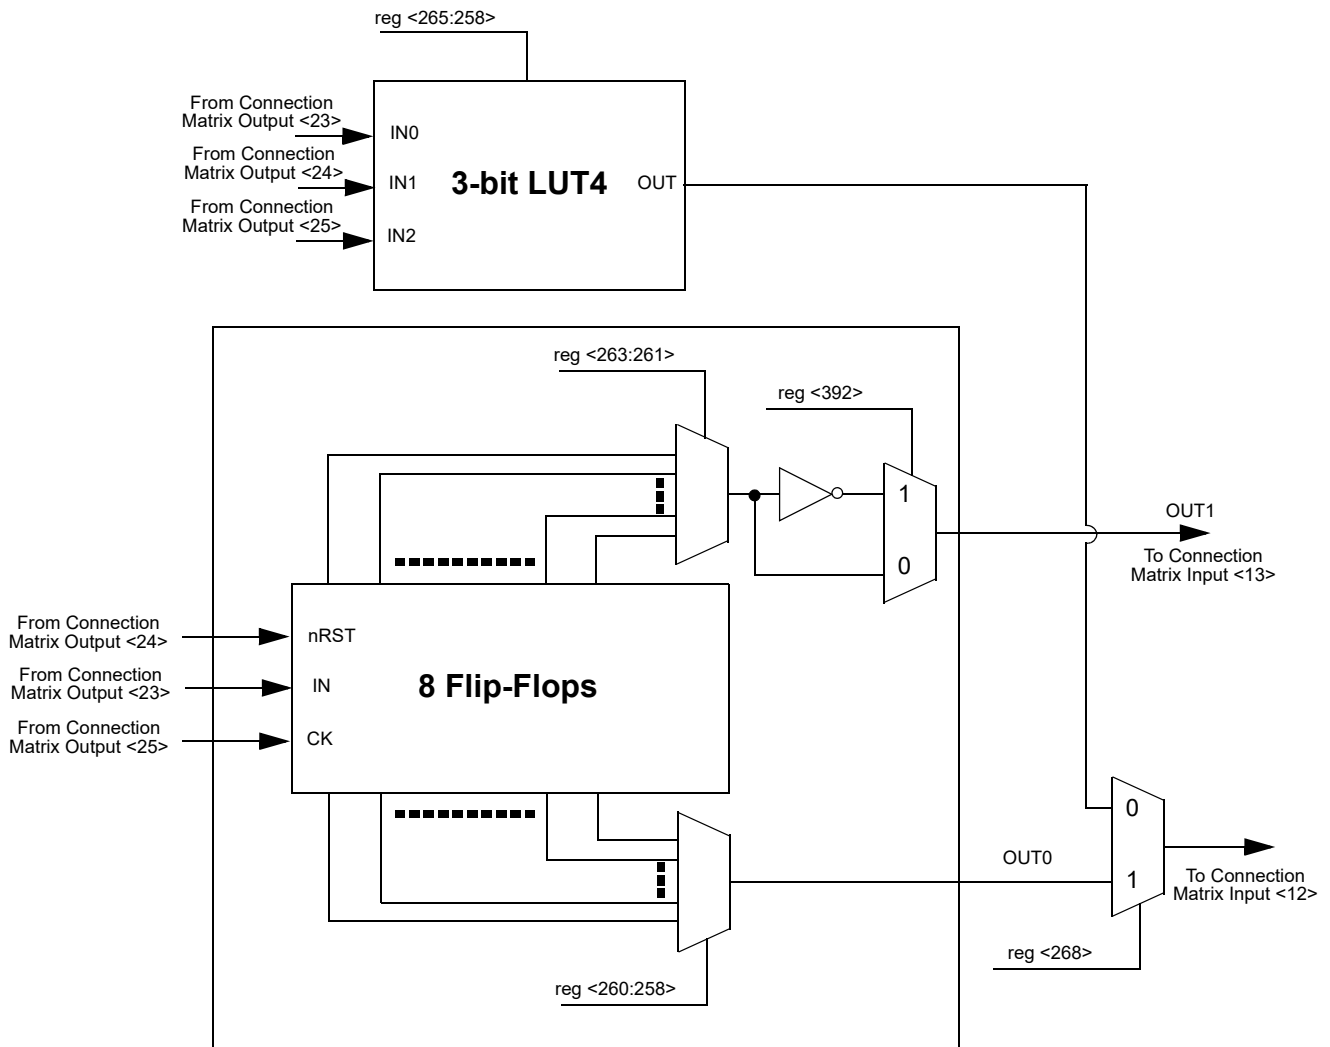 reg <265:258>
From Connection
Matrix Output <23>
IN0
From Connection
Matrix Output <24>
IN1
3-bit LUT4
OUT
From Connection
Matrix Output <25>
IN2
reg <263:261>
reg <392>
1
0
OUT1
To Connection
Matrix Input <13>
From Connection
Matrix Output <24>
nRST
From Connection
Matrix Output <23>
IN
8 Flip-Flops
From Connection
Matrix Output <25>
CK
0
OUT0
1
To Connection
Matrix Input <12>
reg <268>
reg <260:258>